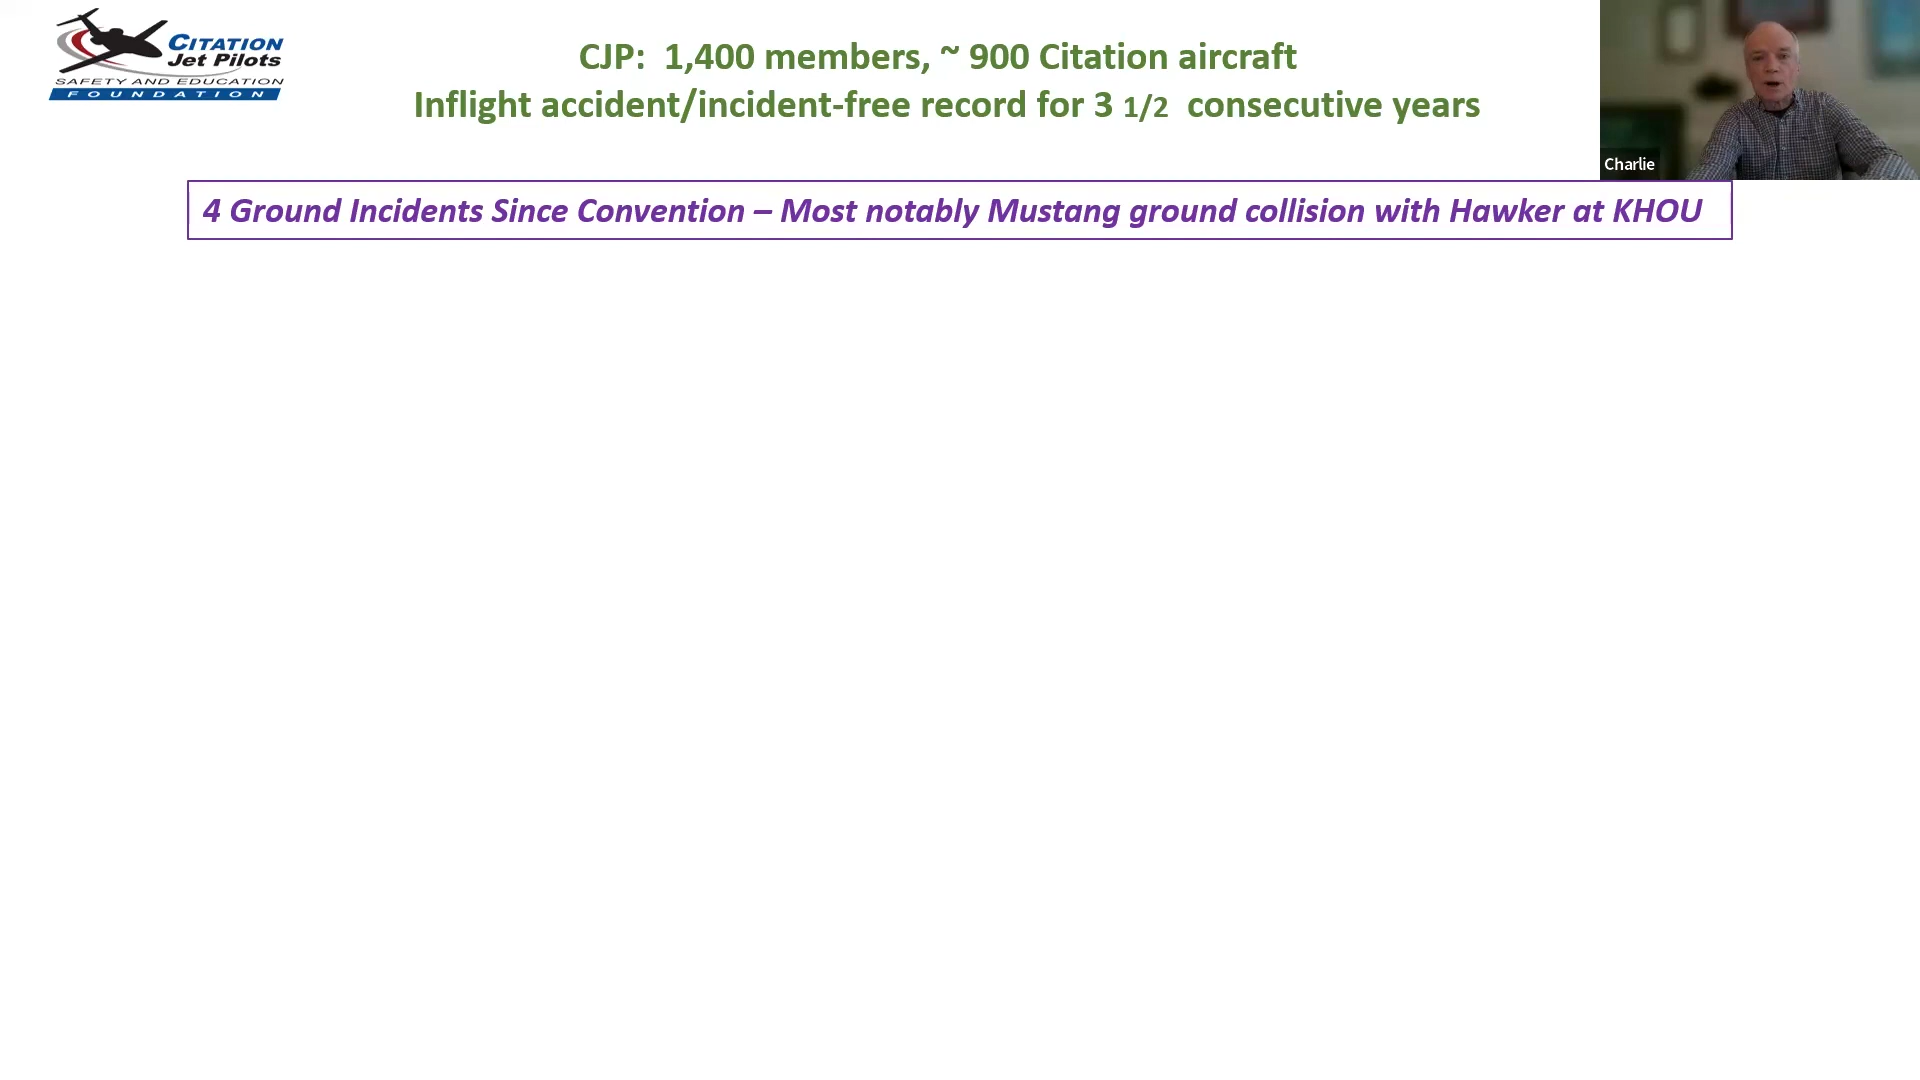 CITATION
Jet Pilots
SAFETY AND EDUCATION
FOUNDATION
CJP:  1,400 members, ~ 900 Citation aircraft
Inflight accident/incident-free record for 3 1/2  consecutive years
Charlie
4 Ground Incidents Since Convention – Most notably Mustang ground collision with Hawker at KHOU